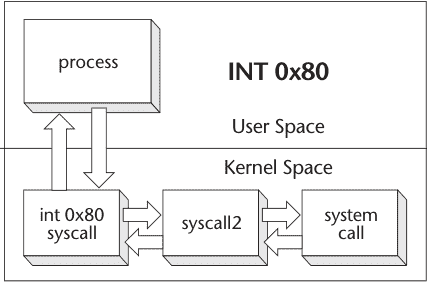 process
INT 0x80
User Space
Kernel Space
int 0x80
syscall
syscall2
system
call